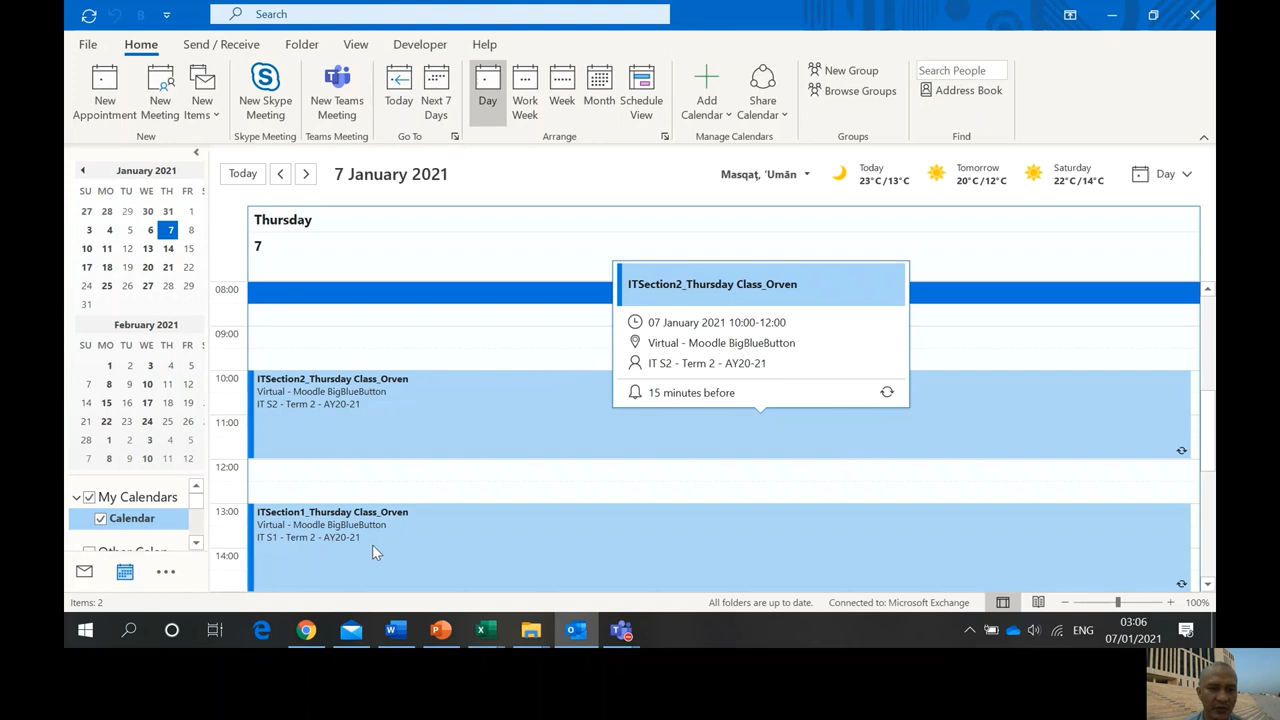 Search
File Home Send / Receive Folder View Developer Help
New Appointment
New Meeting
New Items
New Skype Meeting
New Teams Meeting
Today
Next 7 Days
Day
Work Week
Week
Month
Schedule View
Add Calendar
Share Calendar
New Group
Browse Groups
Search People
Address Book
New
Skype Meeting
Teams Meeting
Go To
Arrange
Manage Calendars
Groups
Find
January 2021
SU MO TU WE TH FR S
27 28 29 30 31 1 2
3 4 5 6 7 8 9
10 11 12 13 14 15 16
17 18 19 20 21 22 23
24 25 26 27 28 29 30
31
February 2021
SU MO TU WE TH FR S
1 2 3 4 5 6
7 8 9 10 11 12 13
14 15 16 17 18 19 20
21 22 23 24 25 26 27
28 1 2 3 4 5 6
7 8 9 10 11 12 13
My Calendars
Calendar
Today
7 January 2021
Masqaţ, ‘Umān
Today
23°C/13°C
Tomorrow
20°C/12°C
Saturday
22°C/14°C
Day
Thursday
7
08:00
09:00
10:00
11:00
12:00
13:00
14:00
ITSection2_Thursday Class_Orven
07 January 2021 10:00-12:00
Virtual - Moodle BigBlueButton
IT S2 - Term 2 - AY20-21
15 minutes before
ITSection2_Thursday Class_Orven
Virtual - Moodle BigBlueButton
IT S2 - Term 2 - AY20-21
ITSection1_Thursday Class_Orven
Virtual - Moodle BigBlueButton
IT S1 - Term 2 - AY20-21
Items: 2
All folders are up to date.
Connected to: Microsoft Exchange
100%
ENG
03:06
07/01/2021